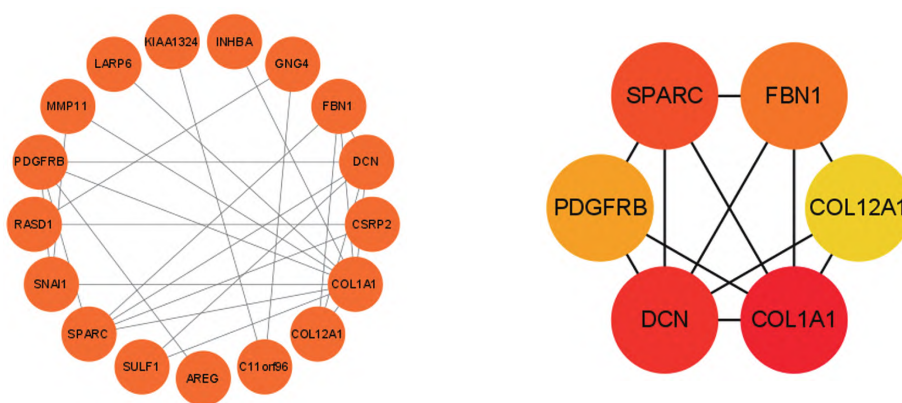 KIAA1324
INHBA
LARP6
GNG4
MMP11
FBN1
PDGFRB
DCN
RASD1
CSRP2
SNAI1
COL1A1
SPARC
COL12A1
SULF1
AREG
C11orf96
SPARC
FBN1
PDGFRB
COL12A1
DCN
COL1A1